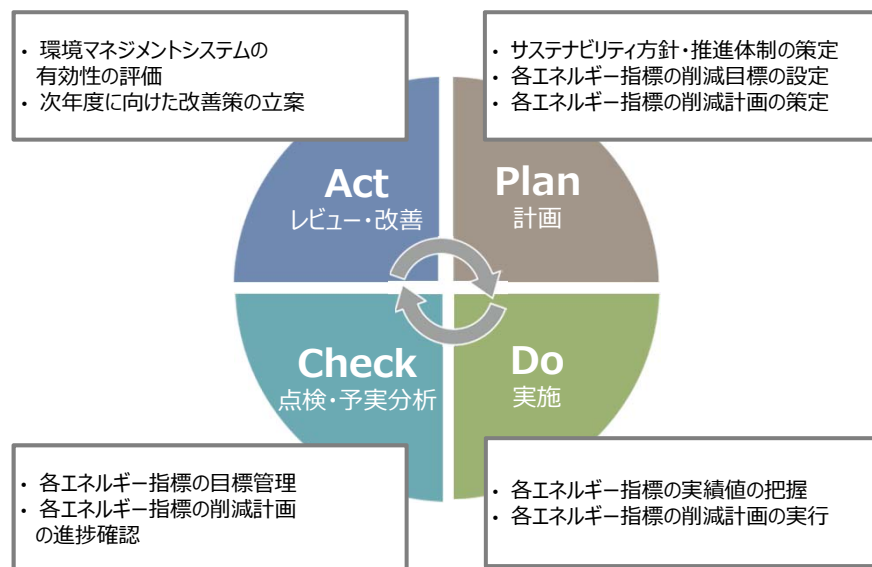 ・ 環境マネジメントシステムの
有効性の評価
・ 次年度に向けた改善策の立案
・ サステナビリティ方針・推進体制の策定
・ 各エネルギー指標の削減目標の設定
・ 各エネルギー指標の削減計画の策定
Act
レビュー・改善
Plan
計画
Check
点検・予実分析
Do
実施
・ 各エネルギー指標の目標管理
・ 各エネルギー指標の削減計画
の進捗確認
・ 各エネルギー指標の実績値の把握
・ 各エネルギー指標の削減計画の実行